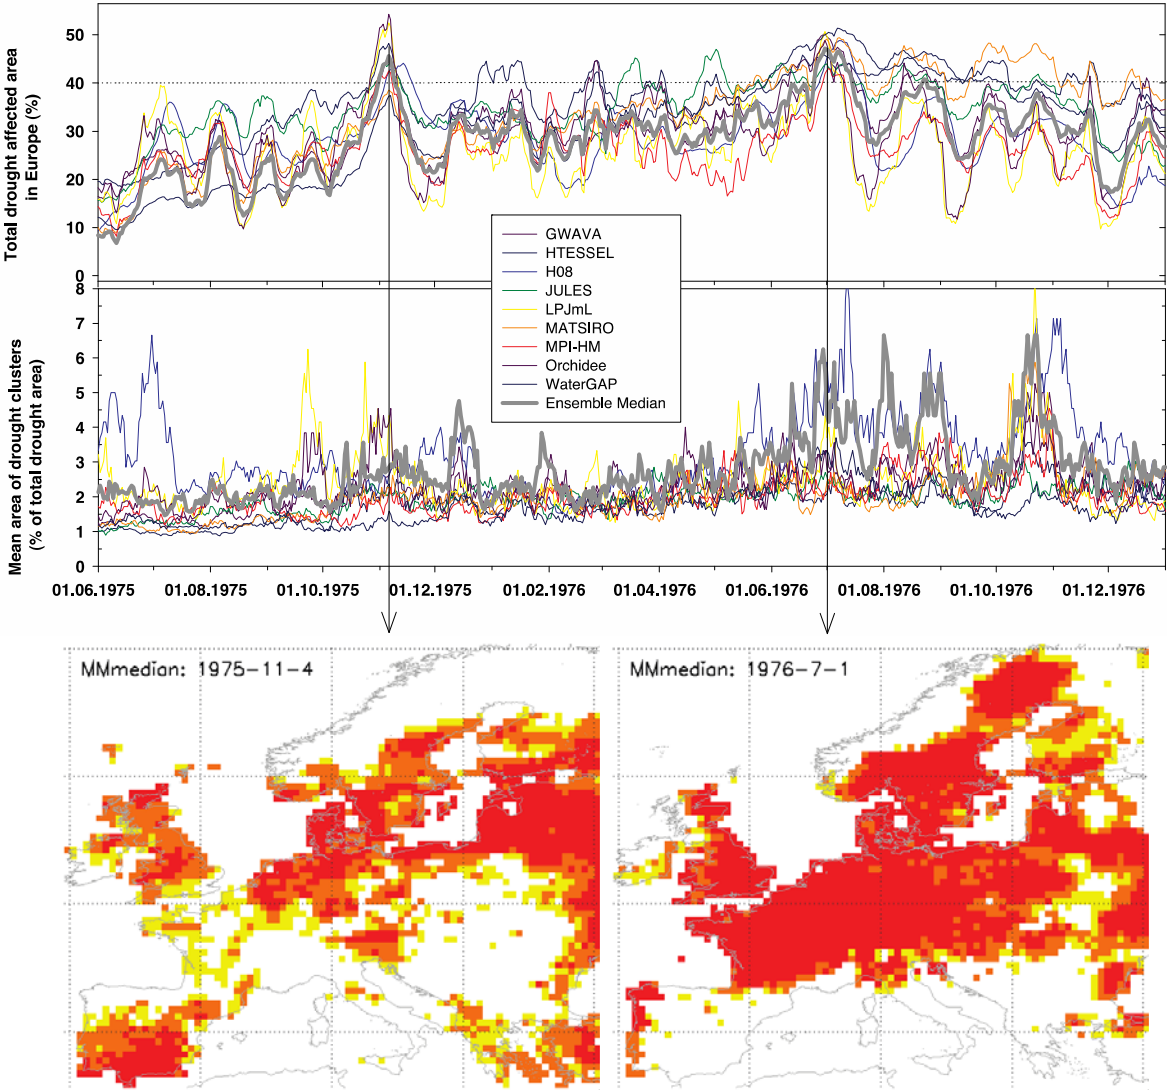 Total drought affected area
in Europe (%)
50
40
30
20
10
0
GWAVA
HTESSEL
H08
JULES
LPJmL
MATSIRO
MPI-HM
Orchidee
WaterGAP
Ensemble Median
Mean area of drought clusters
(% of total drought area)
8
7
6
5
4
3
2
1
0
01.06.1975 01.08.1975 01.10.1975 01.12.1975 01.02.1976 01.04.1976 01.06.1976 01.08.1976 01.10.1976 01.12.1976
MMmedian: 1975-11-4
MMmedian: 1976-7-1